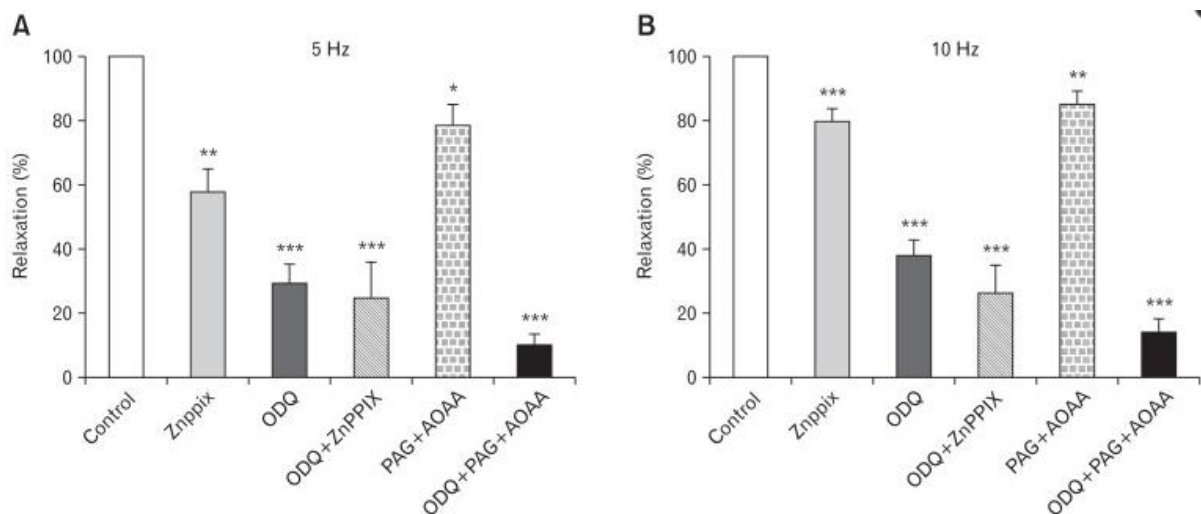 A
5 Hz
100
80
60
40
20
0
Relaxation (%)
**
***
***
*
***
Control
Znppix
ODQ
ODQ+ZnPPIX
PAG+AOAA
ODQ+PAG+AOAA
B
10 Hz
100
80
60
40
20
0
Relaxation (%)
***
***
***
**
***
Control
Znppix
ODQ
ODQ+ZnPPIX
PAG+AOAA
ODQ+PAG+AOAA